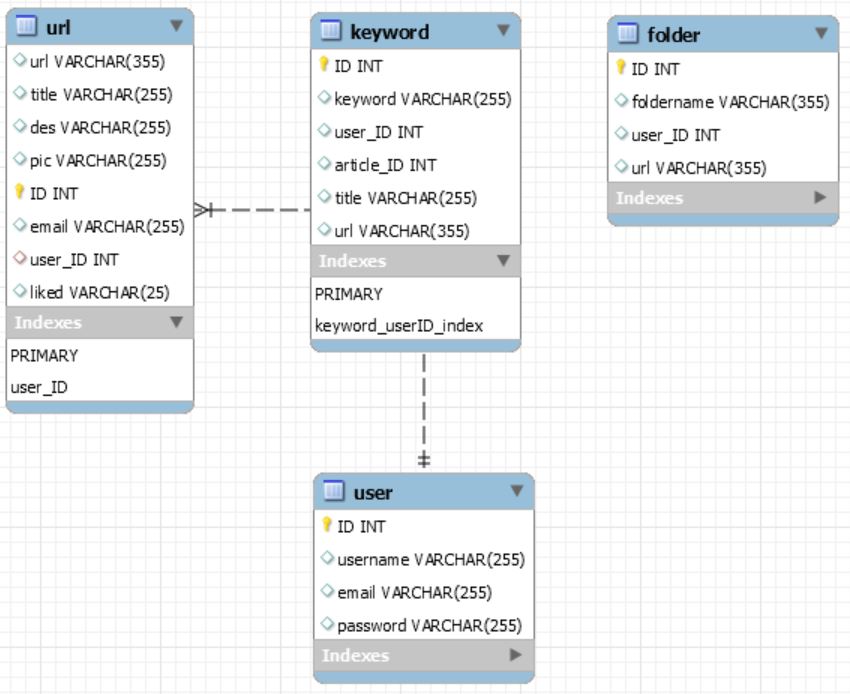 url
url VARCHAR(355)
title VARCHAR(255)
des VARCHAR(255)
pic VARCHAR(255)
ID INT
email VARCHAR(255)
user_ID INT
liked VARCHAR(25)
Indexes
PRIMARY
user_ID
keyword
ID INT
keyword VARCHAR(255)
user_ID INT
article_ID INT
title VARCHAR(255)
url VARCHAR(355)
Indexes
PRIMARY
keyword_userID_index
folder
ID INT
foldername VARCHAR(355)
user_ID INT
url VARCHAR(355)
Indexes
user
ID INT
username VARCHAR(255)
email VARCHAR(255)
password VARCHAR(255)
Indexes